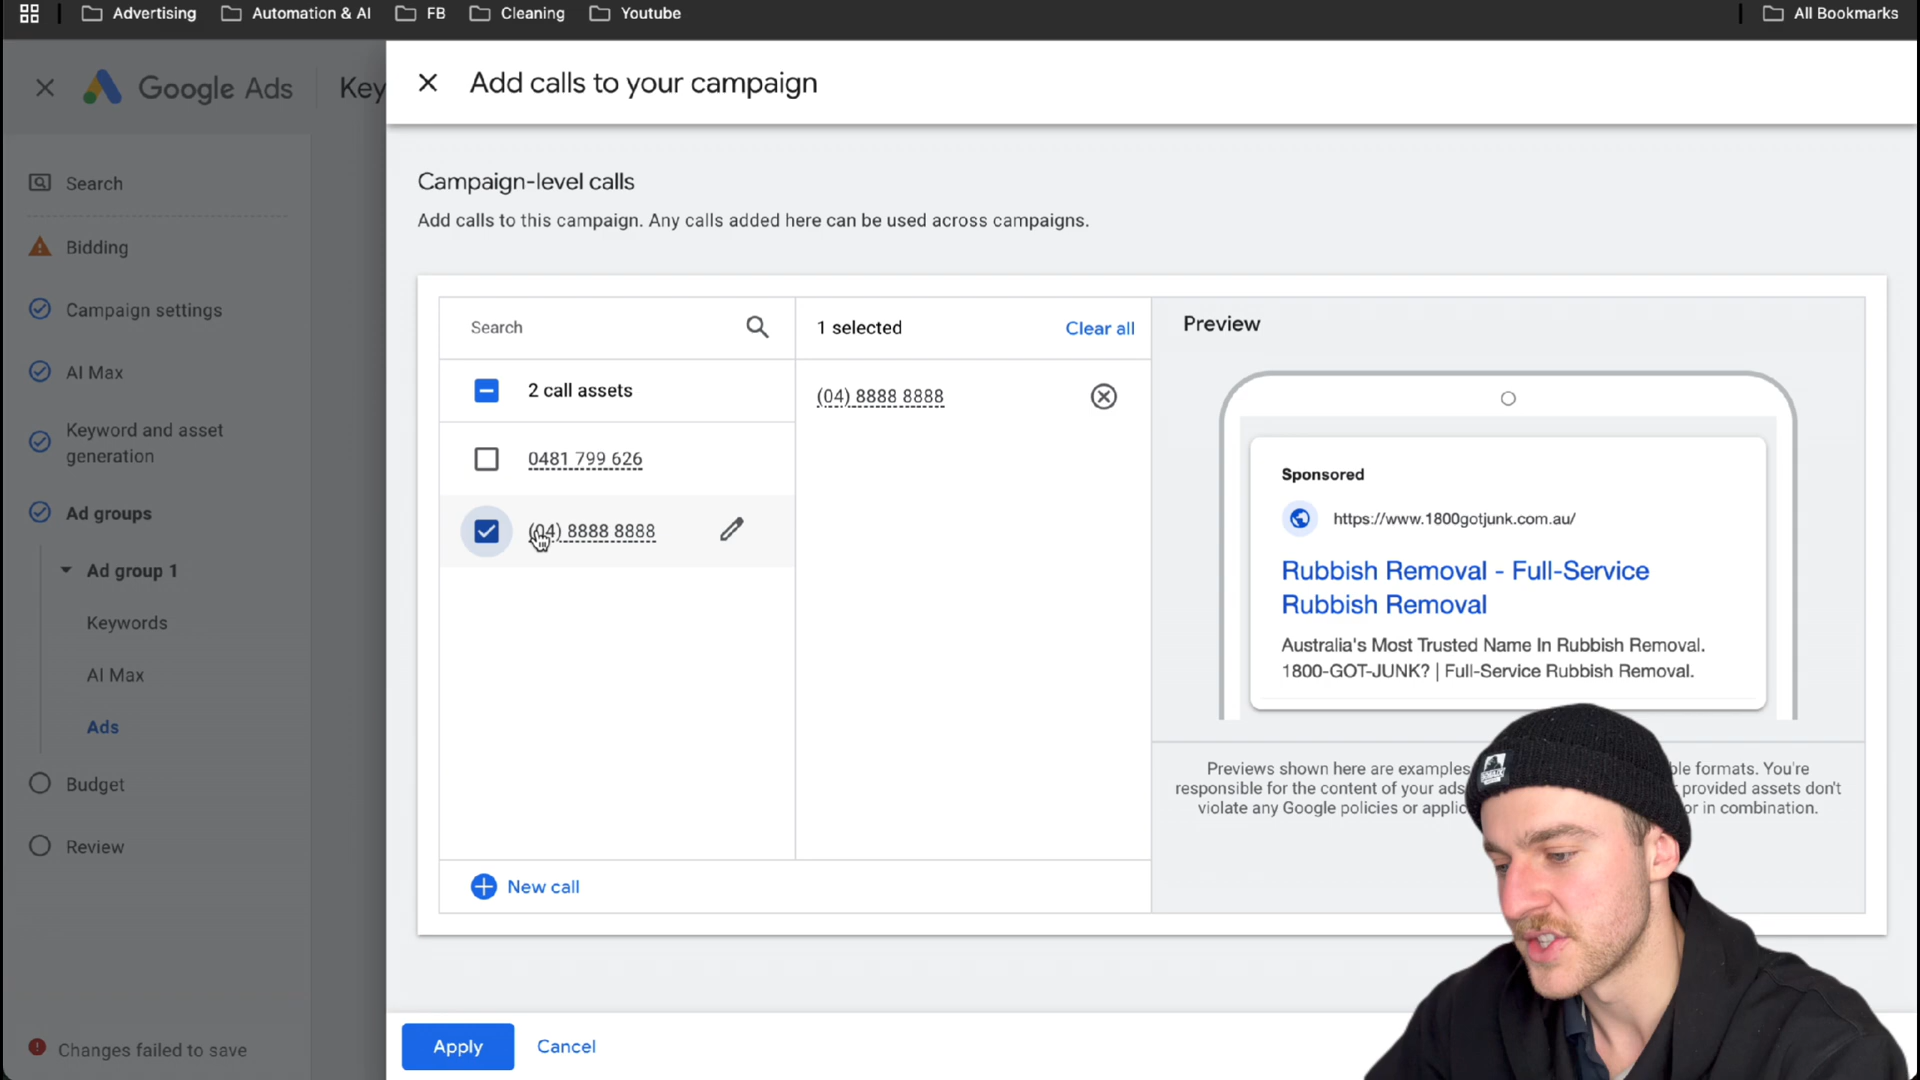 Advertising
Automation & AI
FB
Cleaning
Youtube
All Bookmarks
Google Ads
Key
Add calls to your campaign
Search
Bidding
Campaign settings
AI Max
Keyword and asset
generation
Ad groups
Ad group 1
Keywords
AI Max
Ads
Budget
Review
Changes failed to save
Campaign-level calls
Add calls to this campaign. Any calls added here can be used across campaigns.
Search
2 call assets
0481 799 626
(04) 8888 8888
New call
1 selected
Clear all
(04) 8888 8888
Preview
Sponsored
https://www.1800gotjunk.com.au/
Rubbish Removal - Full-Service
Rubbish Removal
Australia's Most Trusted Name In Rubbish Removal.
1800-GOT-JUNK? | Full-Service Rubbish Removal.
Previews shown here are examples formats. You're
responsible for the content of your ads provided assets don't
violate any Google policies or in combination.
Apply
Cancel